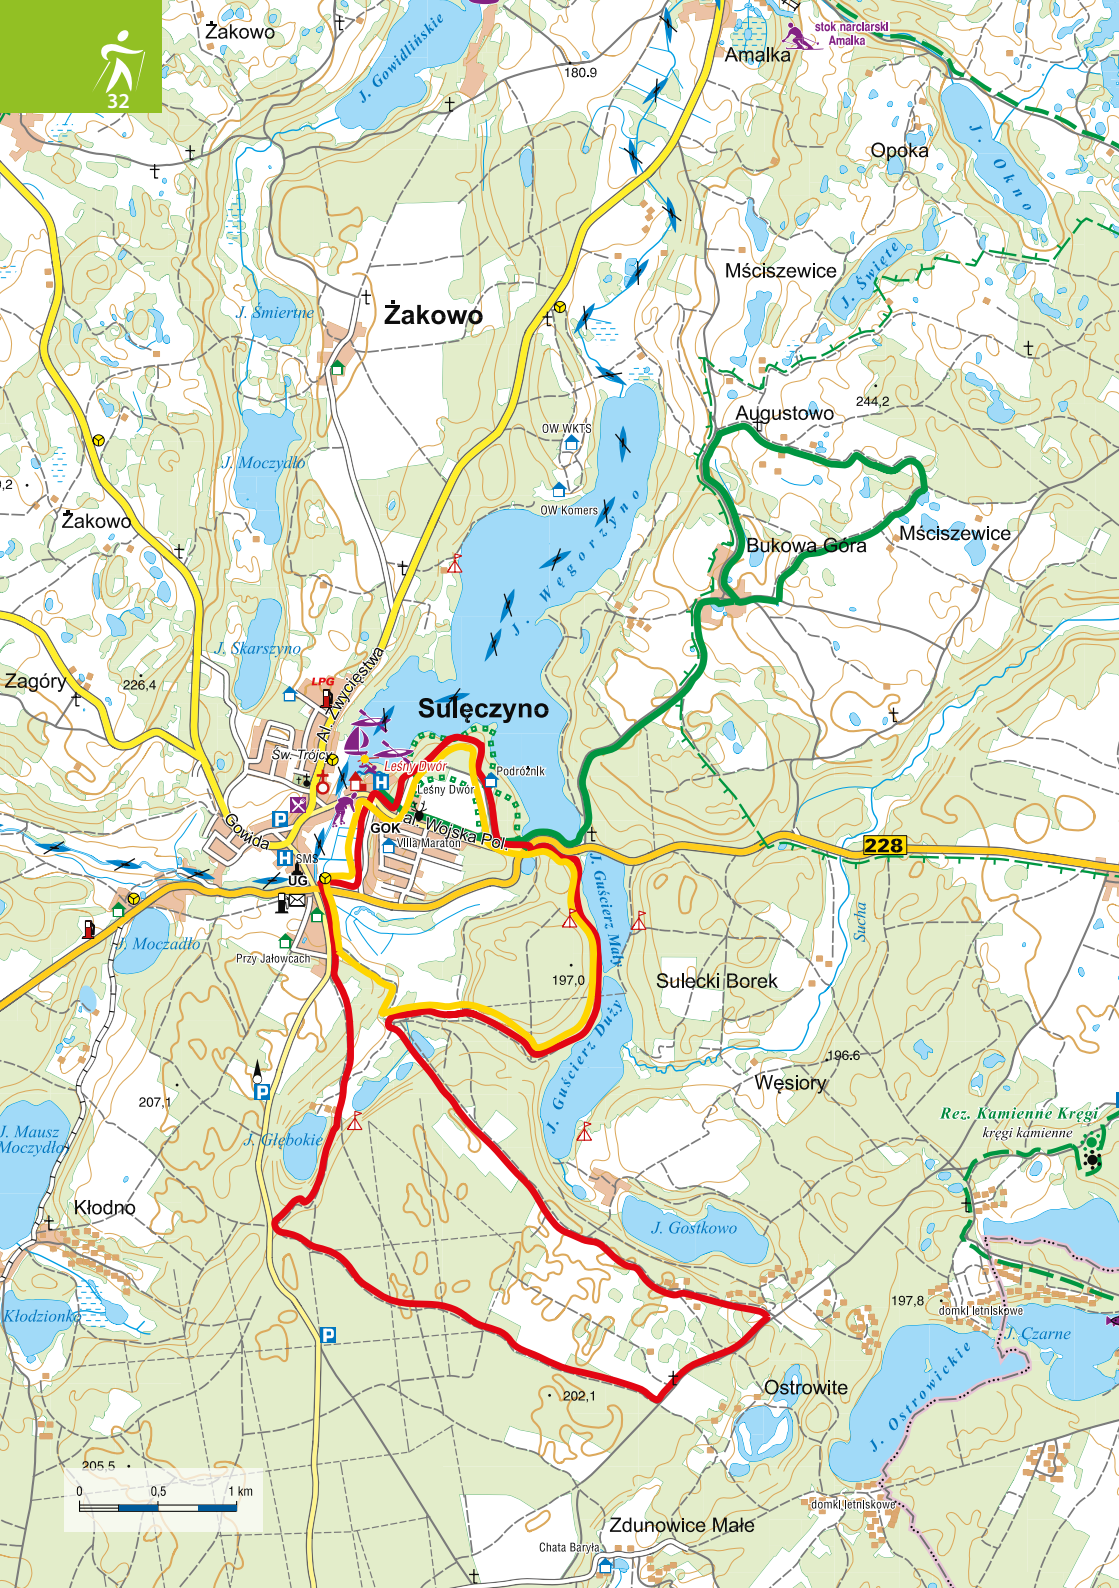 32
Żakowo
J. Gowidlińskie
180.9
stok narciarski
Amalka
Amalka
Opoka
J. Okno
Mściszewice
J. Święte
J. Śmiertne
Żakowo
244,2
Augustowo
OW WKTS
J. Moczydło
OW Komers
Żakowo
J. Węgorzyno
Mściszewice
Bukowa Góra
J. Skarszyno
Zagóry
226,4
LPG
Al. Zwycięstwa
Sulęczyno
Św. Trójcy
Leśny Dwór
Podróżnik
Leśny Dwór
Gowida
GOK
al. Wojska Pol.
Villa Maraton
H
P
H
SMS
UG
228
J. Guścierz Mały
Sucha
J. Moczadło
Przy Jałowcach
197,0
Sulecki Borek
J. Guścierz Duży
196.6
Węsiory
P
207,1
Rez. Kamienne Kręgi
kręgi kamienne
J. Mausz
Moczydło
J. Głębokie
Kłodno
J. Gostkowo
197,8
domki letniskowe
Kłodzionko
J. Czarne
P
J. Ostrowickie
Ostrowite
202,1
205,5
0 0,5 1 km
domki letniskowe
Zdunowice Małe
Chata Baryła